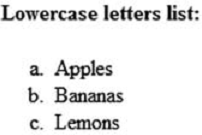 Lowercase letters list:
a. Apples
b. Bananas
c. Lemons